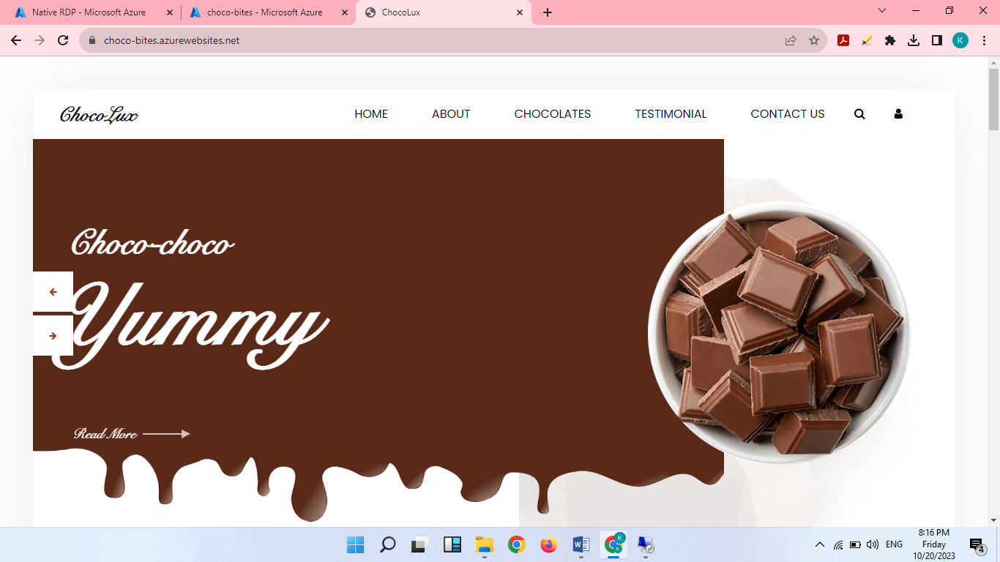 Native RDP - Microsoft Azure
choco-bites - Microsoft Azure
ChocoLux
choco-bites.azurewebsites.net
K
ChocoLux
HOME ABOUT CHOCOLATES TESTIMONIAL CONTACT US
Choco-choco
Yummy
Read More
K
K
ENG
8:16 PM
Friday
10/20/2023
4